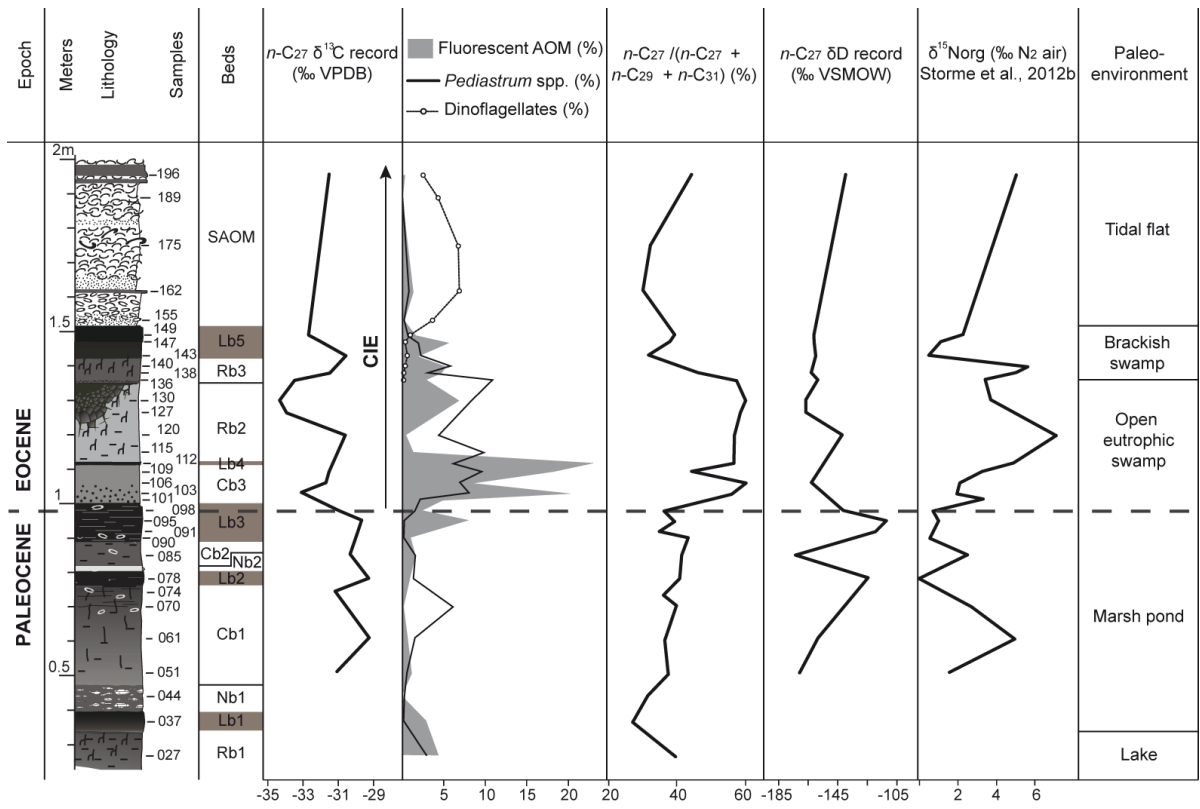 Epoch
Meters
Lithology
Samples
Beds
n-C27 δ13C record
(‰ VPDB)
Fluorescent AOM (%)
Pediastrum spp. (%)
Dinoflagellates (%)
n-C27 /(n-C27 +
n-C29 + n-C31) (%)
n-C27 δD record
(‰ VSMOW)
δ15Norg (‰ N2 air)
Storme et al., 2012b
Paleo-
environment
PALEOCENE
EOCENE
2m
1.5
1
0.5
196
189
175
162
155
149
147
143
140
138
136
130
127
120
115
112
109
106
103
101
098
095
091
090
085
078
074
070
061
051
044
037
027
SAOM
Lb5
Rb3
Rb2
Lb4
Cb3
Lb3
Cb2
Nb2
Lb2
Cb1
Nb1
Lb1
Rb1
CIE
Tidal flat
Brackish
swamp
Open
eutrophic
swamp
Marsh pond
Lake
-35 -33 -31 -29
5 10 15 20
20 40 60
-185 -145 -105
2 6